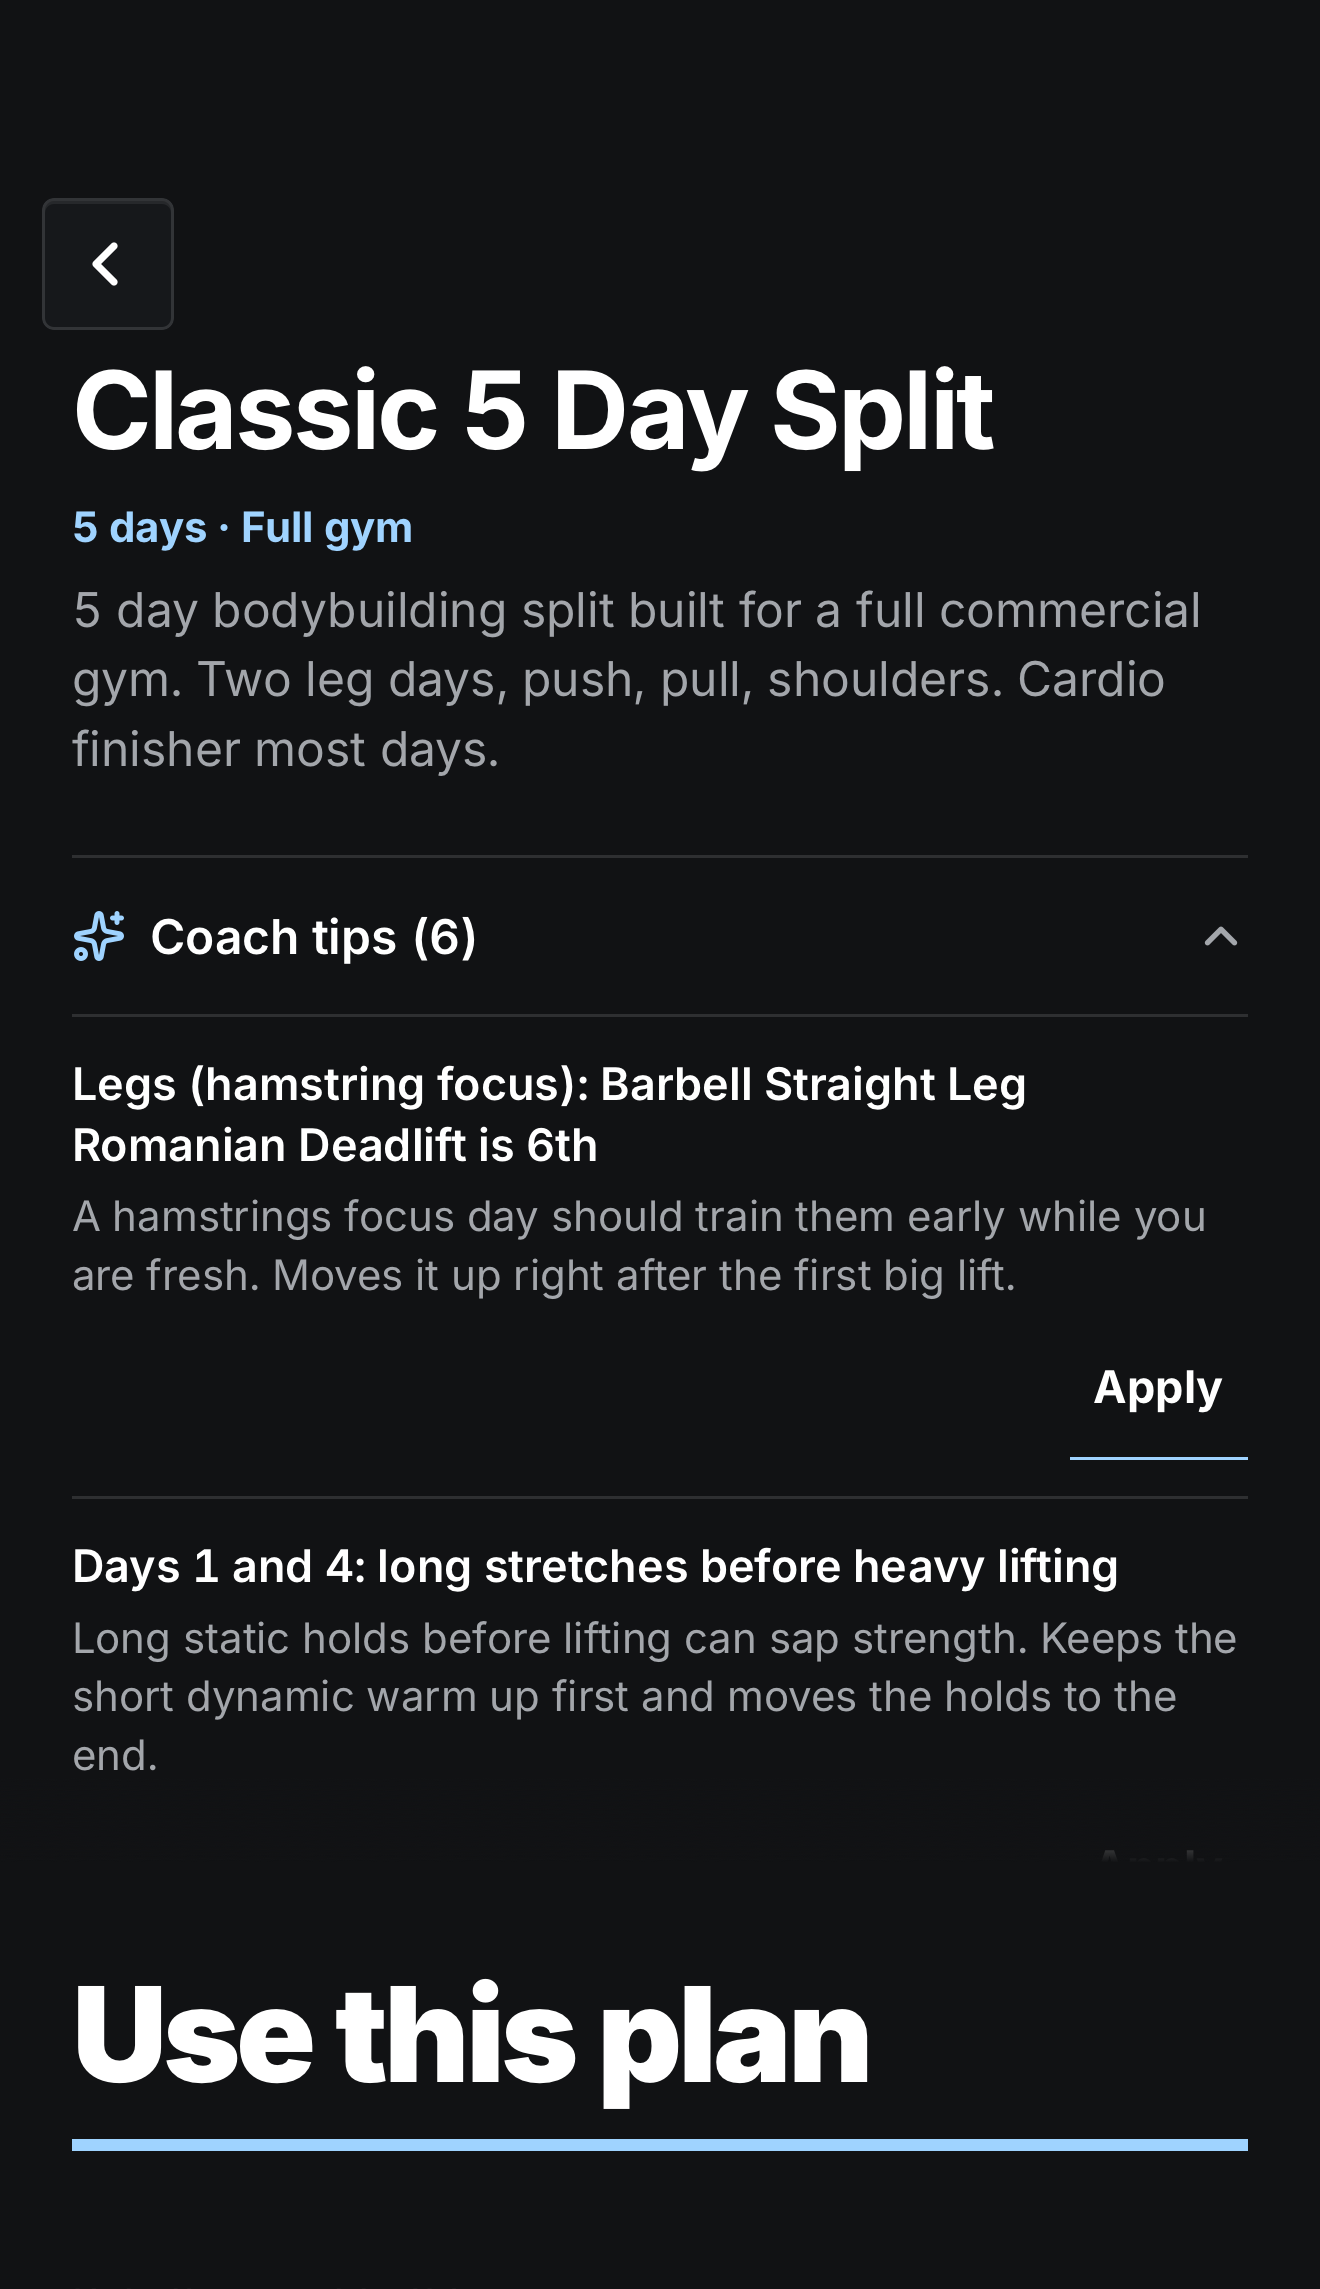 Classic 5 Day Split
5 days · Full gym
5 day bodybuilding split built for a full commercial
gym. Two leg days, push, pull, shoulders. Cardio
finisher most days.
Coach tips (6)
Legs (hamstring focus): Barbell Straight Leg
Romanian Deadlift is 6th
A hamstrings focus day should train them early while you
are fresh. Moves it up right after the first big lift.
Apply
Days 1 and 4: long stretches before heavy lifting
Long static holds before lifting can sap strength. Keeps the
short dynamic warm up first and moves the holds to the
end.
Use this plan